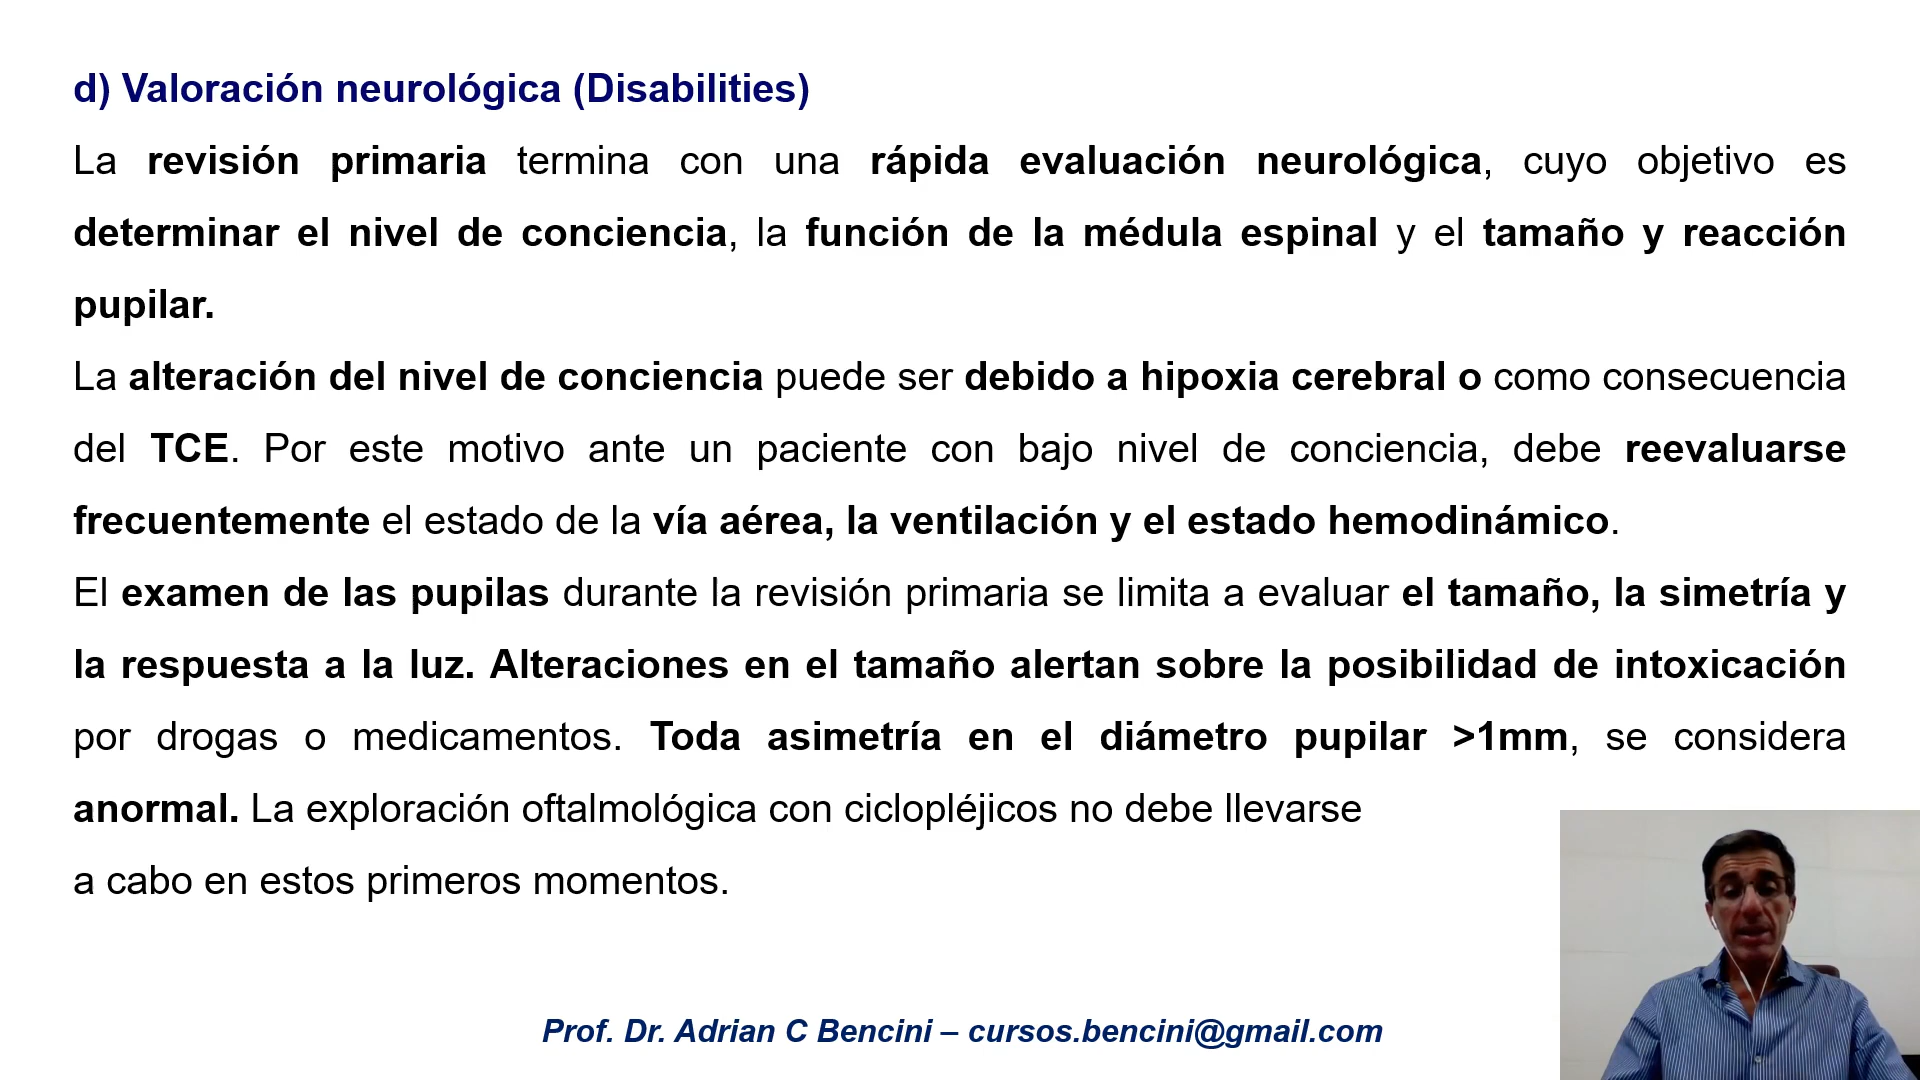 d) Valoración neurológica (Disabilities)
La revisión primaria termina con una rápida evaluación neurológica, cuyo objetivo es
determinar el nivel de conciencia, la función de la médula espinal y el tamaño y reacción
pupilar.
La alteración del nivel de conciencia puede ser debido a hipoxia cerebral o como consecuencia
del TCE. Por este motivo ante un paciente con bajo nivel de conciencia, debe reevaluarse
frecuentemente el estado de la vía aérea, la ventilación y el estado hemodinámico.
El examen de las pupilas durante la revisión primaria se limita a evaluar el tamaño, la simetría y
la respuesta a la luz. Alteraciones en el tamaño alertan sobre la posibilidad de intoxicación
por drogas o medicamentos. Toda asimetría en el diámetro pupilar >1mm, se considera
anormal. La exploración oftalmológica con ciclopléjicos no debe llevarse
a cabo en estos primeros momentos.
Prof. Dr. Adrian C Bencini – cursos.bencini@gmail.com